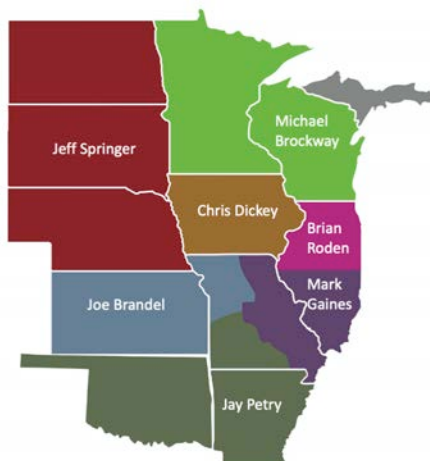 Michael
Brockway
Jeff Springer
Chris Dickey
Brian
Roden
Mark
Gaines
Joe Brandel
Jay Petry